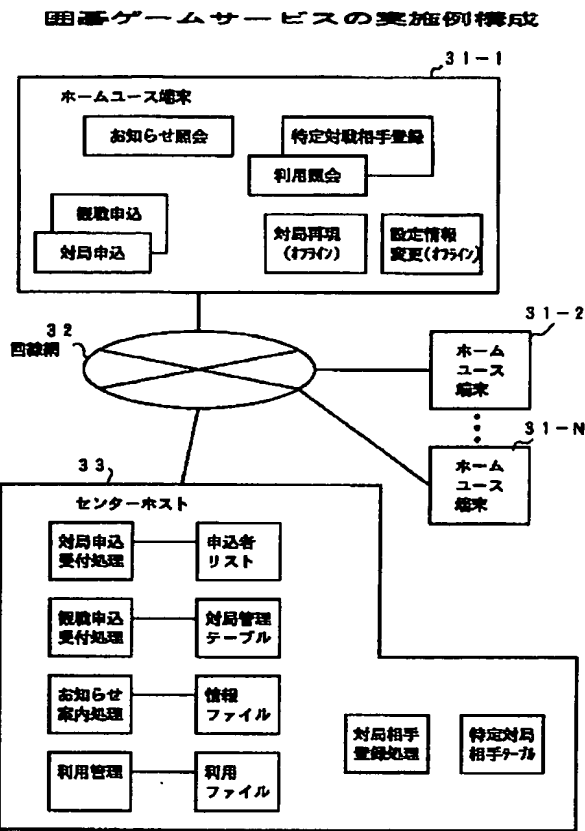 囲碁ゲームサービスの実施例構成
31-1
ホームユース端末
お知らせ照会
特定対戦相手登録
利用照会
観戦申込
対局申込
対局再現
(オフライン)
設定情報
変更(オフライン)
32
回線網
31-2
ホーム
ユース
端末
31-N
ホーム
ユース
端末
33
センターホスト
対局申込
受付処理
申込者
リスト
観戦申込
受付処理
対局管理
テーブル
お知らせ
案内処理
情報
ファイル
利用管理
利用
ファイル
対局相手
登録処理
特定対局
相手テーブル